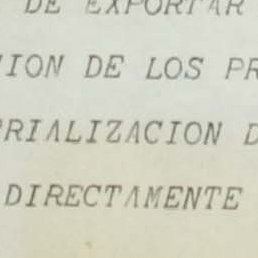 DE EXPORTAR
ION DE LOS PR
RIALIZACION D
DIRECTAMENTE